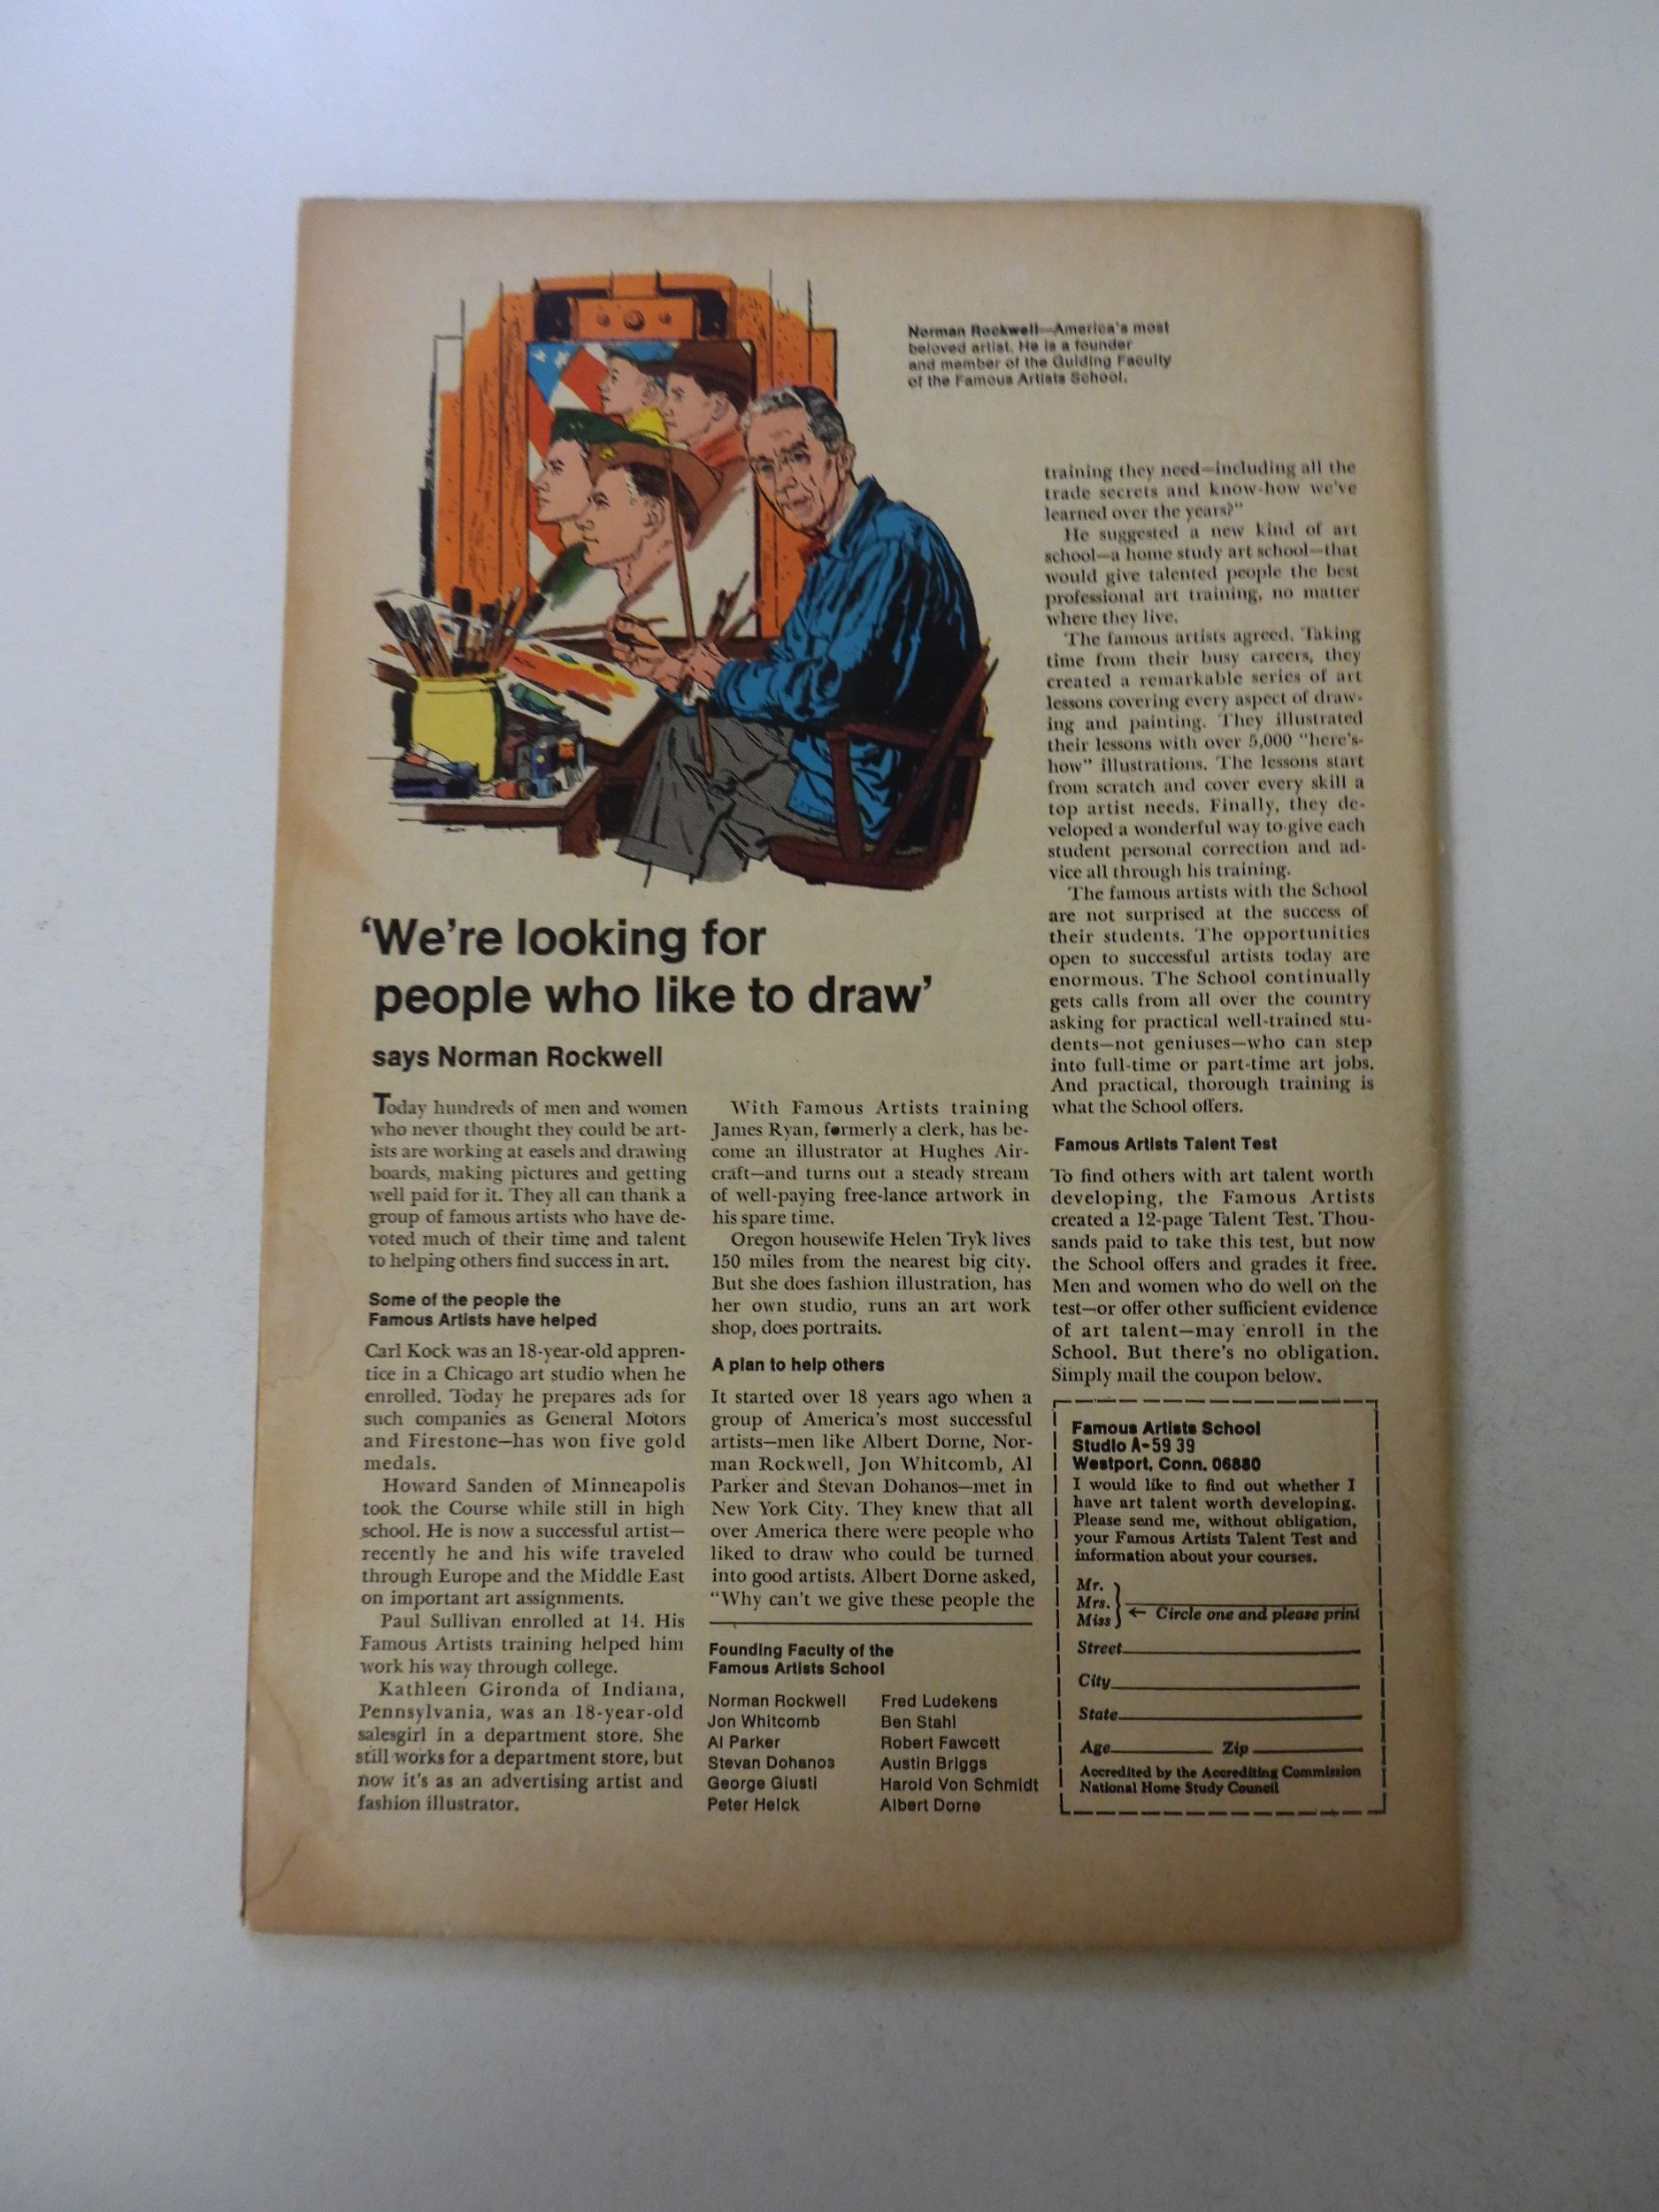 Norman Rockwell—America's most
beloved artist. He is a founder
and member of the Guiding Faculty
of the Famous Artists School.
'We're looking for
people who like to draw'
says Norman Rockwell
Today hundreds of men and women
who never thought they could be art-
ists are working at easels and drawing
boards, making pictures and getting
well paid for it. They all can thank a
group of famous artists who have de-
voted much of their time and talent
to helping others find success in art.
Some of the people the
Famous Artists have helped
Carl Kock was an 18-year-old appren-
tice in a Chicago art studio when he
enrolled. Today he prepares ads for
such companies as General Motors
and Firestone—has won five gold
medals.
Howard Sanden of Minneapolis
took the Course while still in high
school. He is now a successful artist—
recently he and his wife traveled
through Europe and the Middle East
on important art assignments.
Paul Sullivan enrolled at 14. His
Famous Artists training helped him
work his way through college.
Kathleen Gironda of Indiana,
Pennsylvania, was an 18-year-old
salesgirl in a department store. She
still works for a department store, but
now it's as an advertising artist and
fashion illustrator.
With Famous Artists training
James Ryan, formerly a clerk, has be-
come an illustrator at Hughes Air-
craft—and turns out a steady stream
of well-paying free-lance artwork in
his spare time.
Oregon housewife Helen Tryk lives
150 miles from the nearest big city.
But she does fashion illustration, has
her own studio, runs an art work
shop, does portraits.
A plan to help others
It started over 18 years ago when a
group of America's most successful
artists—men like Albert Dorne, Nor-
man Rockwell, Jon Whitcomb, Al
Parker and Stevan Dohanos—met in
New York City. They knew that all
over America there were people who
liked to draw who could be turned
into good artists. Albert Dorne asked,
"Why can't we give these people the
Founding Faculty of the
Famous Artists School
Norman Rockwell
Jon Whitcomb
Al Parker
Stevan Dohanos
George Giusti
Peter Helck
Fred Ludekens
Ben Stahl
Robert Fawcett
Austin Briggs
Harold Von Schmidt
Albert Dorne
training they need—including all the
trade secrets and know-how we've
learned over the years?"
He suggested a new kind of art
school—a home study art school—that
would give talented people the best
professional art training, no matter
where they live.
The famous artists agreed. Taking
time from their busy careers, they
created a remarkable series of art
lessons covering every aspect of draw-
ing and painting. They illustrated
their lessons with over 5,000 "here's-
how" illustrations. The lessons start
from scratch and cover every skill a
top artist needs. Finally, they de-
veloped a wonderful way to give each
student personal correction and ad-
vice all through his training.
The famous artists with the School
are not surprised at the success of
their students. The opportunities
open to successful artists today are
enormous. The School continually
gets calls from all over the country
asking for practical well-trained stu-
dents—not geniuses—who can step
into full-time or part-time art jobs.
And practical, thorough training is
what the School offers.
Famous Artists Talent Test
To find others with art talent worth
developing, the Famous Artists
created a 12-page Talent Test. Thou-
sands paid to take this test, but now
the School offers and grades it free.
Men and women who do well on the
test—or offer other sufficient evidence
of art talent—may enroll in the
School. But there's no obligation.
Simply mail the coupon below.
Famous Artists School
Studio A-59 39
Westport, Conn. 06880
I would like to find out whether I
have art talent worth developing.
Please send me, without obligation,
your Famous Artists Talent Test and
information about your courses.
Mr.
Mrs.
Miss ← Circle one and please print
Street
City
State
Age Zip
Accredited by the Accrediting Commission
National Home Study Council